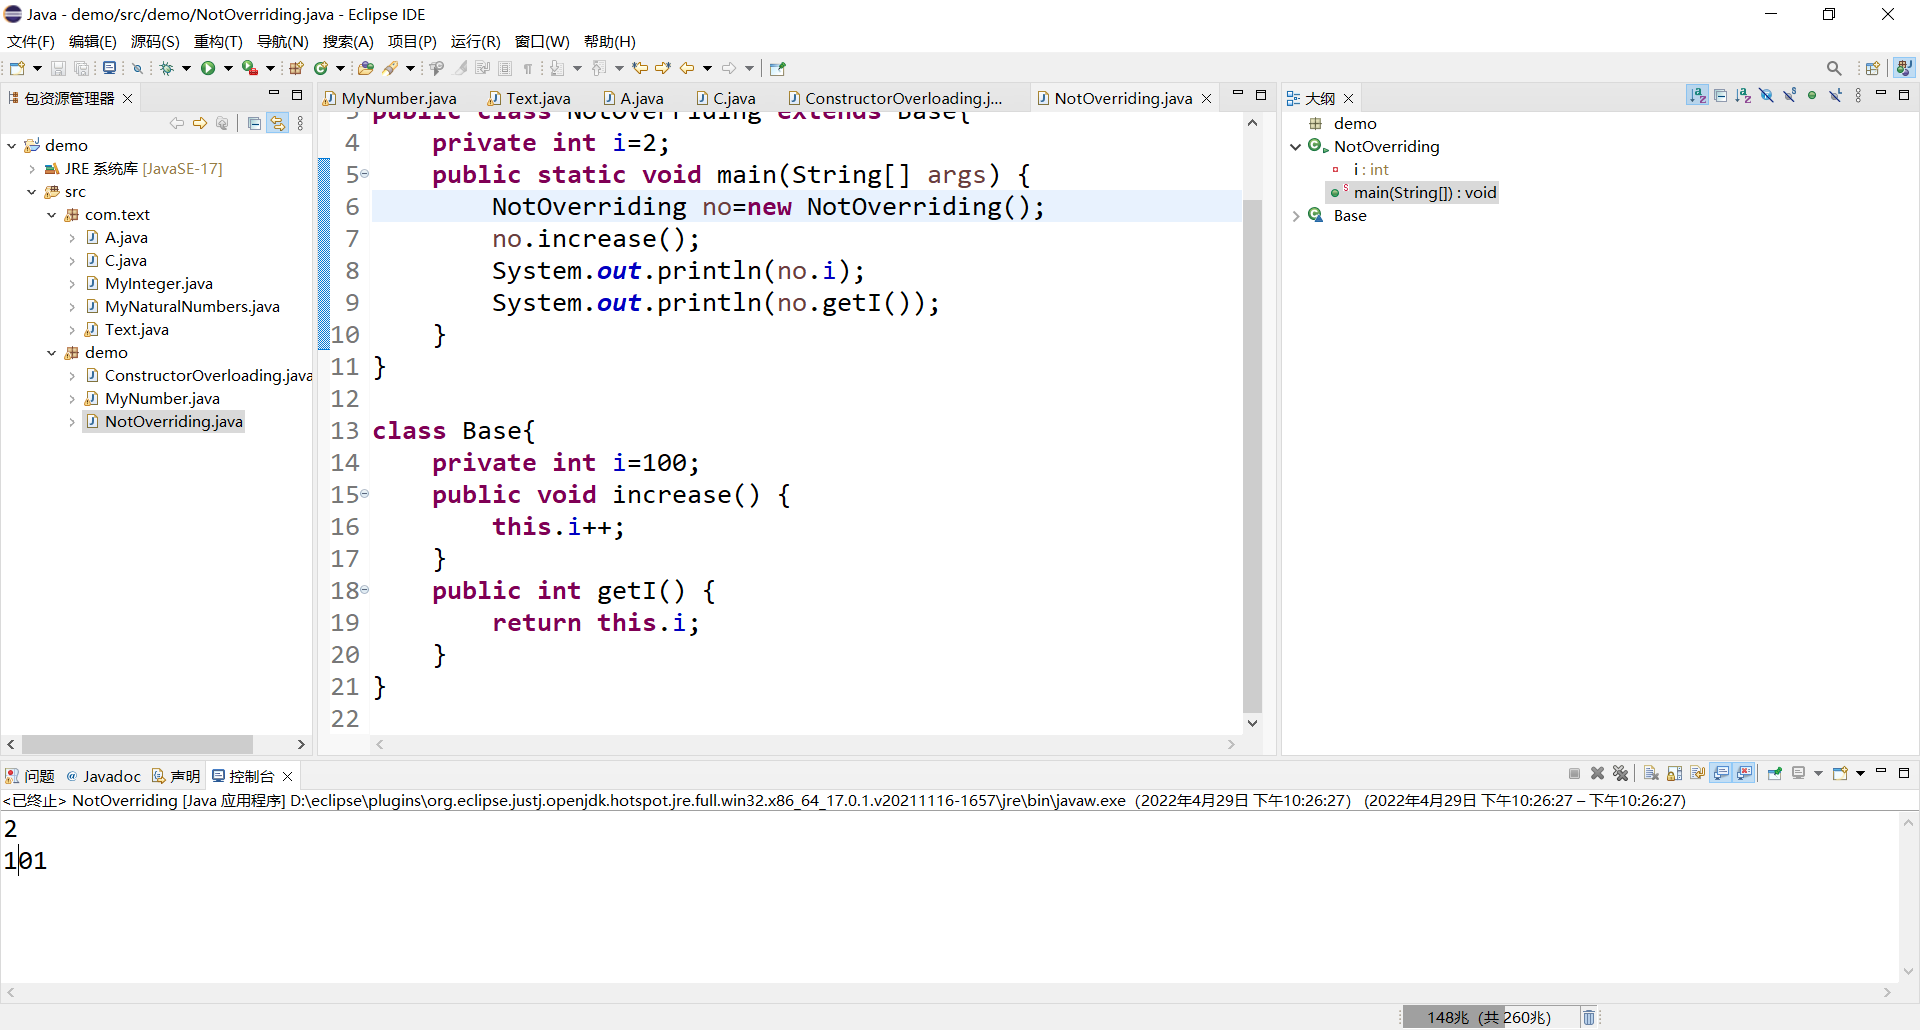 Java - demo/src/demo/NotOverriding.java - Eclipse IDE
文件(F) 编辑(E) 源码(S) 重构(T) 导航(N) 搜索(A) 项目(P) 运行(R) 窗口(W) 帮助(H)
包资源管理器
demo
JRE 系统库 [JavaSE-17]
src
com.text
A.java
C.java
MyInteger.java
MyNaturalNumbers.java
Text.java
demo
ConstructorOverloading.java
MyNumber.java
NotOverriding.java
MyNumber.java Text.java A.java C.java ConstructorOverloading.j... NotOverriding.java
3 public class NotOverriding extends Base{
4 private int i=2;
5 public static void main(String[] args) {
6 NotOverriding no=new NotOverriding();
7 no.increase();
8 System.out.println(no.i);
9 System.out.println(no.getI());
10 }
11 }
12
13 class Base{
14 private int i=100;
15 public void increase() {
16 this.i++;
17 }
18 public int getI() {
19 return this.i;
20 }
21 }
22
大纲
demo
NotOverriding
i : int
main(String[]) : void
Base
问题 @ Javadoc 声明 控制台
<已终止> NotOverriding [Java 应用程序] D:\eclipse\plugins\org.eclipse.justj.openjdk.hotspot.jre.full.win32.x86_64_17.0.1.v20211116-1657\jre\bin\javaw.exe (2022年4月29日 下午10:26:27) (2022年4月29日 下午10:26:27 – 下午10:26:27)
2
101
148兆 (共 260兆)